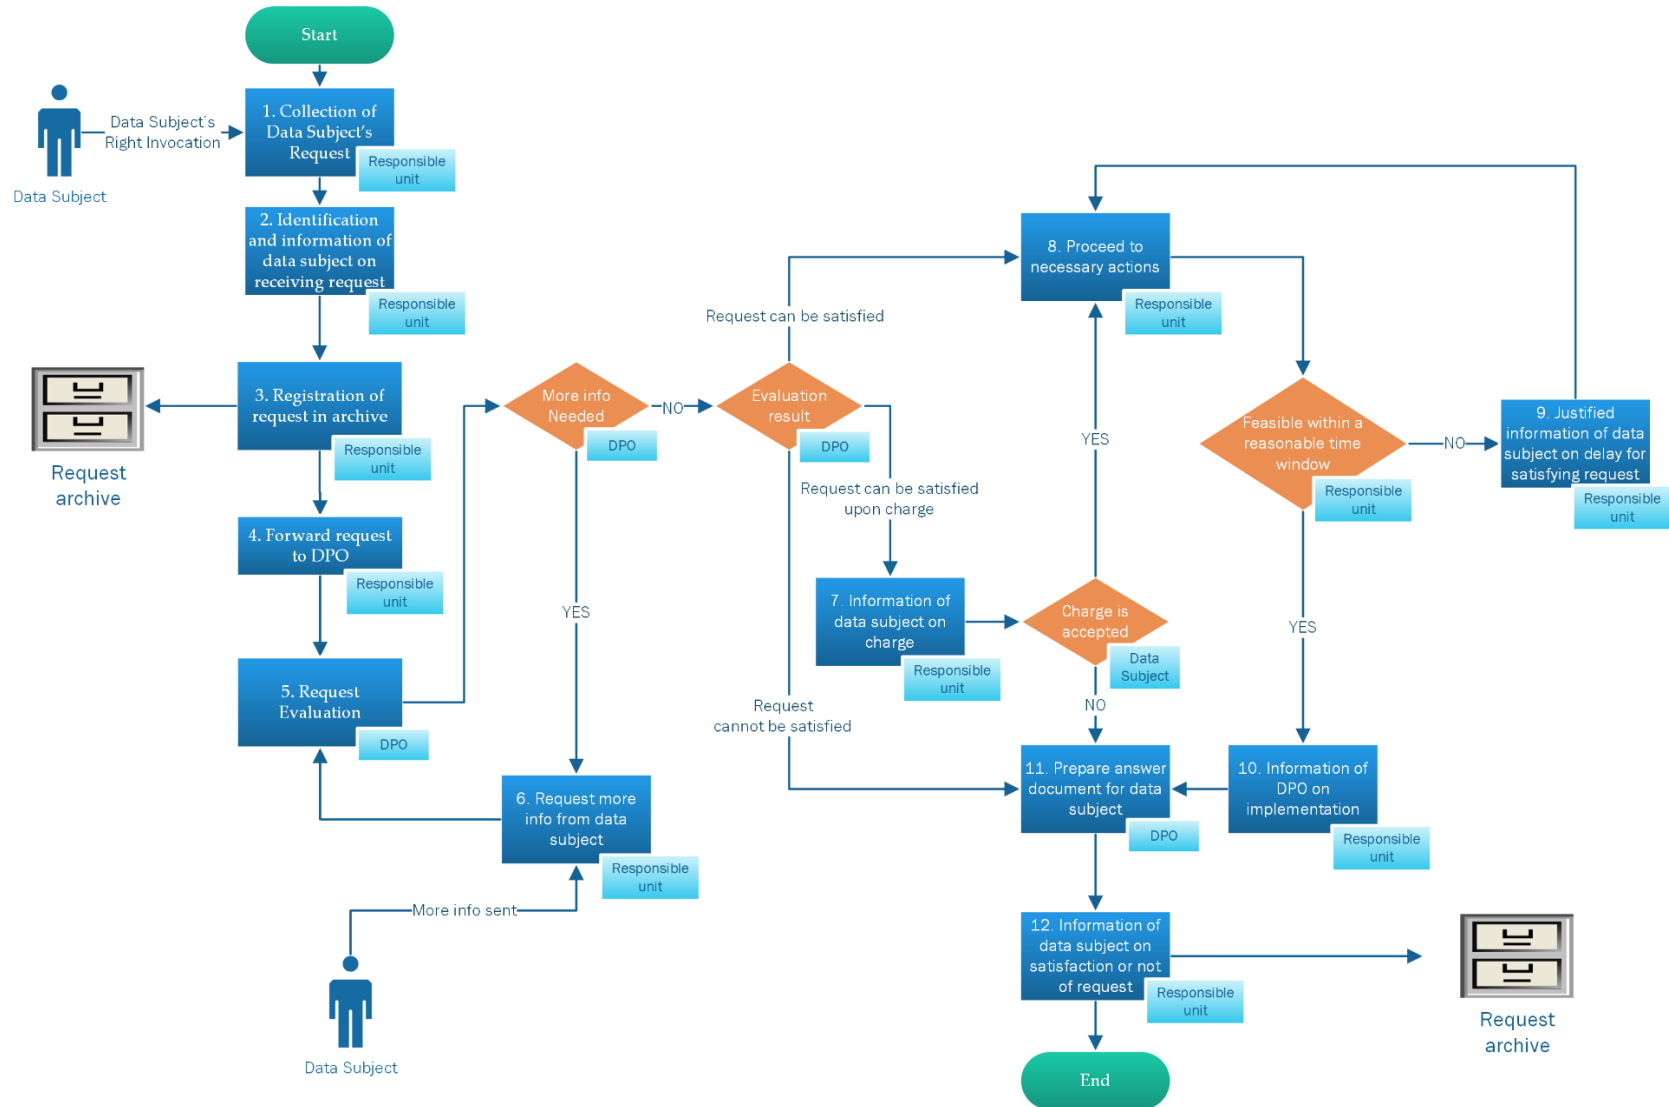 Start
Data Subject's
Right Invocation
Data Subject
1. Collection of
Data Subject's
Request
Responsible
unit
2. Identification
and information of
data subject on
receiving request
Responsible
unit
3. Registration of
request in archive
Responsible
unit
Request
archive
4. Forward request
to DPO
Responsible
unit
5. Request
Evaluation
DPO
More info
Needed
DPO
NO
YES
6. Request more
info from data
subject
Responsible
unit
More info sent
Data Subject
Evaluation
result
DPO
Request can be satisfied
Request can be satisfied
upon charge
Request
cannot be satisfied
7. Information of
data subject on
charge
Responsible
unit
Charge is
accepted
Data
Subject
YES
NO
8. Proceed to
necessary actions
Responsible
unit
Feasible within a
reasonable time
window
Responsible
unit
NO
YES
9. Justified
information of data
subject on delay for
satisfying request
Responsible
unit
10. Information of
DPO on
implementation
Responsible
unit
11. Prepare answer
document for data
subject
DPO
12. Information of
data subject on
satisfaction or not
of request
Responsible
unit
Request
archive
End